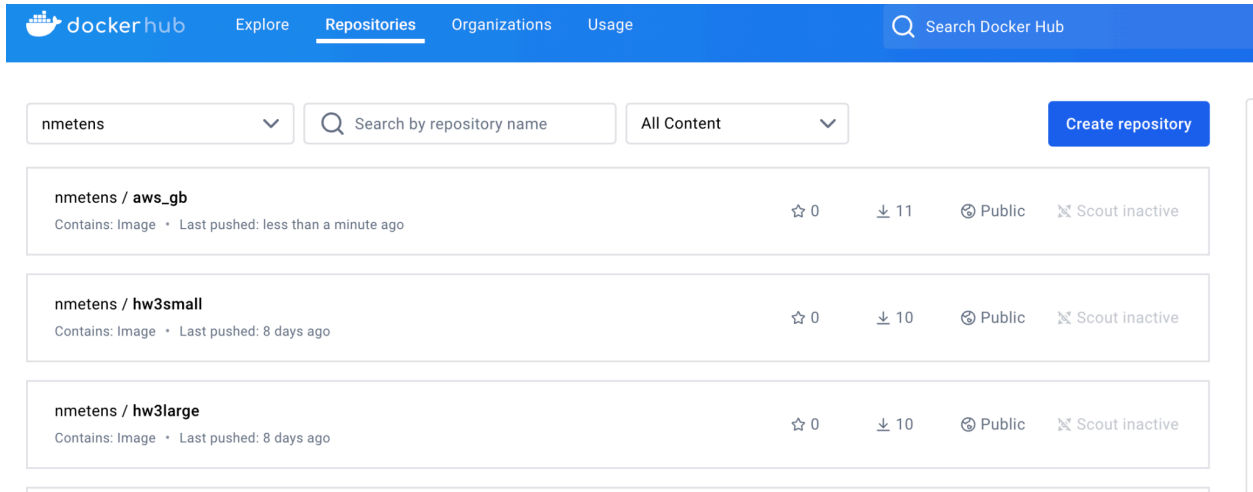 dockerhub Explore Repositories Organizations Usage Search Docker Hub
nmetens Search by repository name All Content Create repository
nmetens / aws_gb
Contains: Image • Last pushed: less than a minute ago
0 11 Public Scout inactive
nmetens / hw3small
Contains: Image • Last pushed: 8 days ago
0 10 Public Scout inactive
nmetens / hw3large
Contains: Image • Last pushed: 8 days ago
0 10 Public Scout inactive